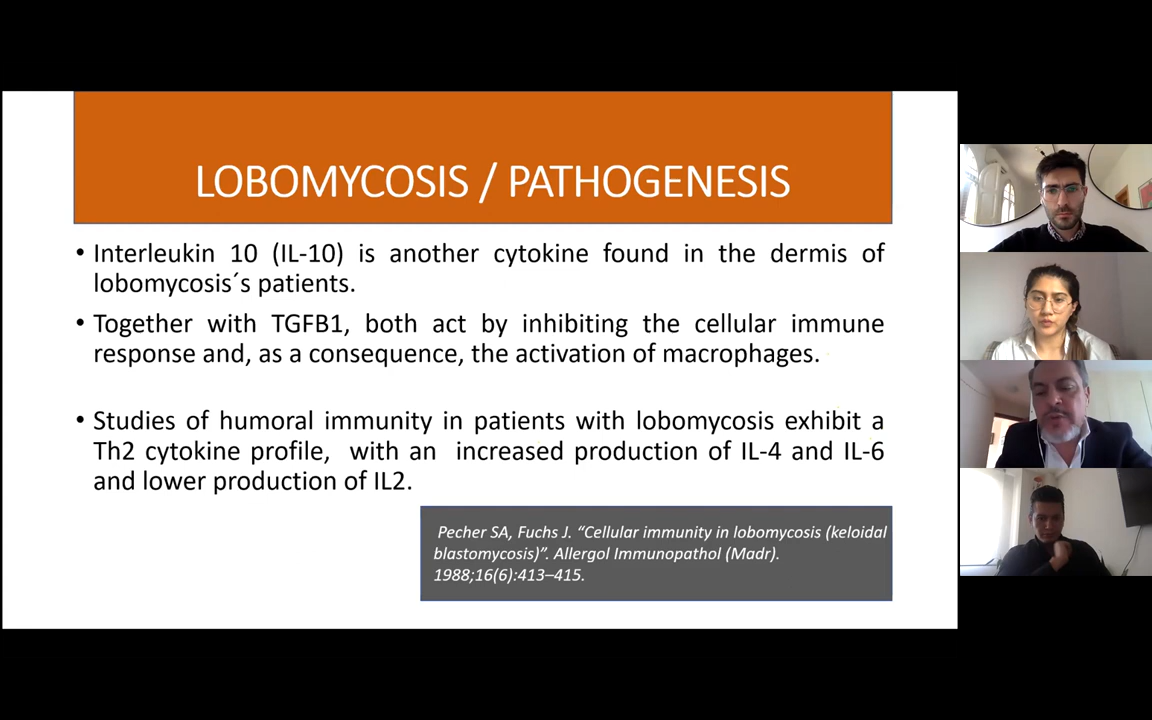 LOBOMYCOSIS / PATHOGENESIS
• Interleukin 10 (IL-10) is another cytokine found in the dermis of
lobomycosis´s patients.
• Together with TGFB1, both act by inhibiting the cellular immune
response and, as a consequence, the activation of macrophages.
• Studies of humoral immunity in patients with lobomycosis exhibit a
Th2 cytokine profile, with an increased production of IL-4 and IL-6
and lower production of IL2.
Pecher SA, Fuchs J. “Cellular immunity in lobomycosis (keloidal
blastomycosis)”. Allergol Immunopathol (Madr).
1988;16(6):413–415.